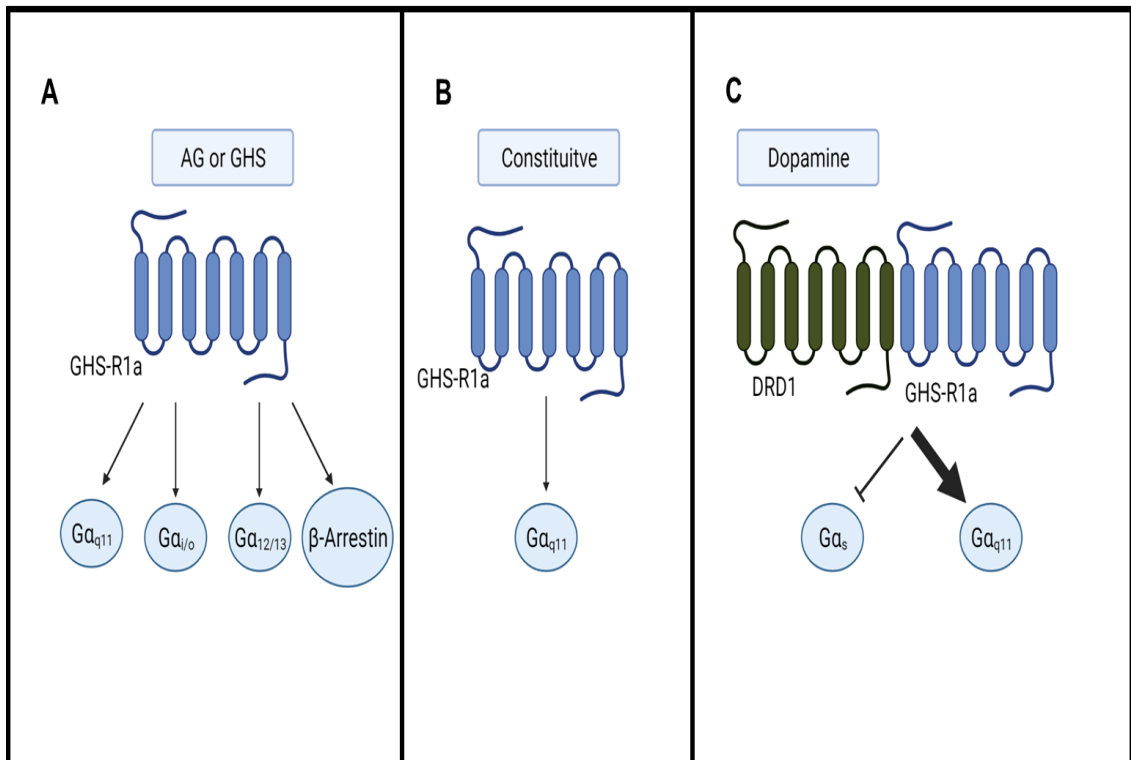 A
AG or GHS
GHS-R1a
Gαq11
Gαi/o
Gα12/13
β-Arrestin
B
Constituitve
GHS-R1a
Gαq11
C
Dopamine
DRD1
GHS-R1a
Gαs
Gαq11